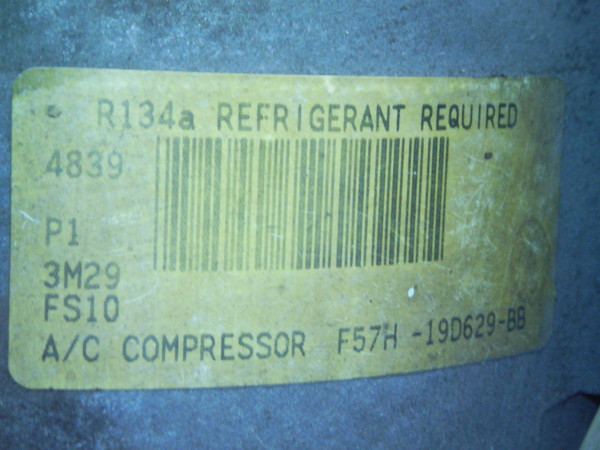 R134a REFRIGERANT REQUIRED
4839
P1
3M29
FS10
A/C COMPRESSOR F57H -19D629-BB